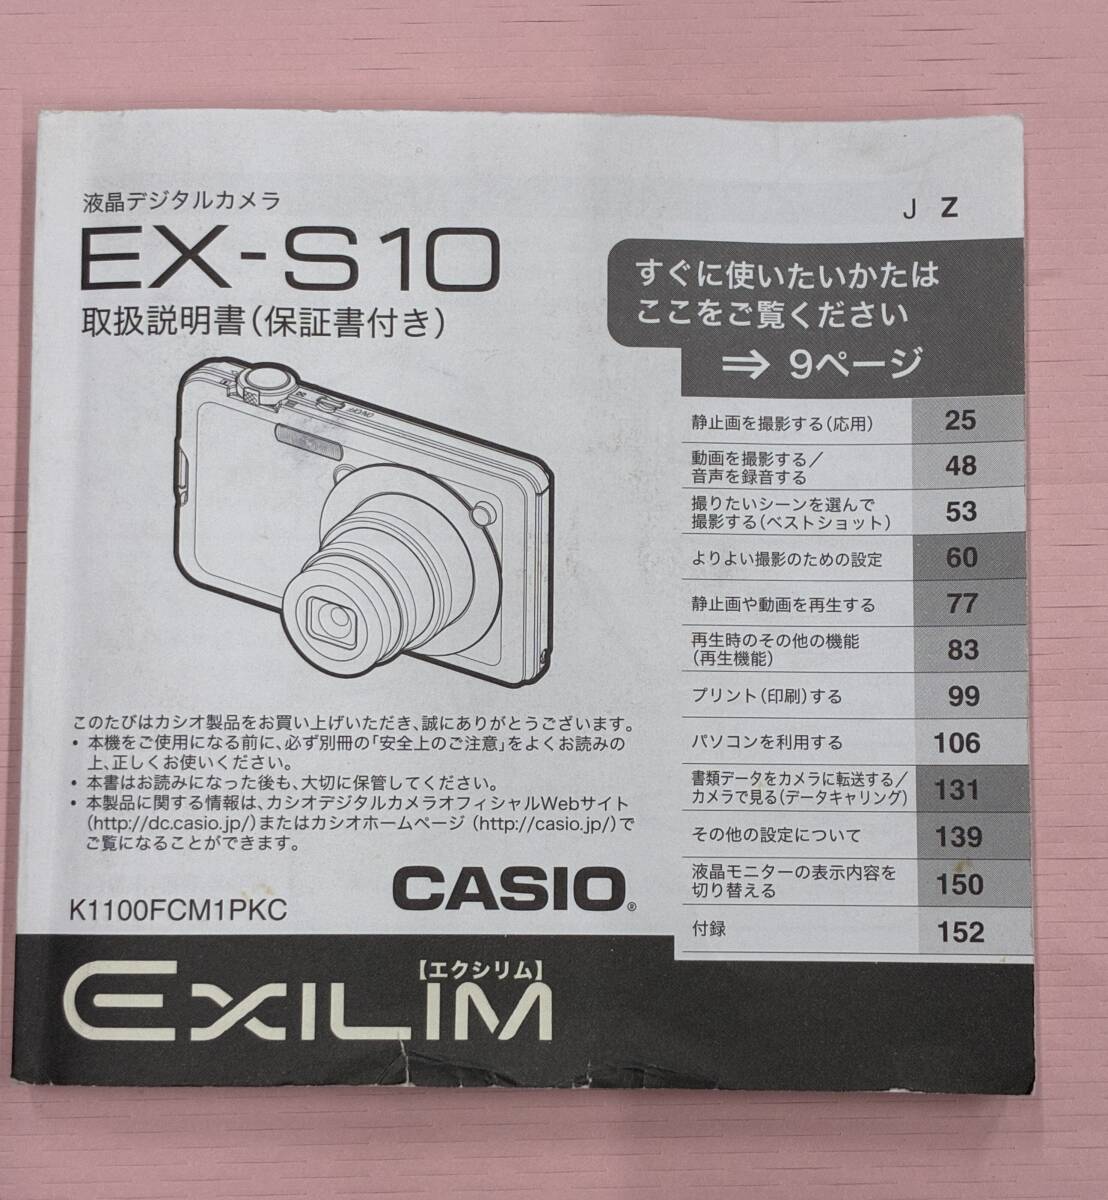 液晶デジタルカメラ
EX-S10
取扱説明書(保証書付き)
J Z
すぐに使いたいかたは
ここをご覧ください
⇒ 9ページ
静止画を撮影する(応用) 25
動画を撮影する/
音声を録音する 48
撮りたいシーンを選んで
撮影する(ベストショット) 53
よりよい撮影のための設定 60
静止画や動画を再生する 77
再生時のその他の機能
(再生機能) 83
プリント(印刷)する 99
パソコンを利用する 106
書類データをカメラに転送する/
カメラで見る(データキャリング) 131
その他の設定について 139
液晶モニターの表示内容を
切り替える 150
付録 152
このたびはカシオ製品をお買い上げいただき、誠にありがとうございます。
• 本機をご使用になる前に、必ず別冊の「安全上のご注意」をよくお読みの
上、正しくお使いください。
• 本書はお読みになった後も、大切に保管してください。
• 本製品に関する情報は、カシオデジタルカメラオフィシャルWebサイト
(http://dc.casio.jp/)またはカシオホームページ (http://casio.jp/)で
ご覧になることができます。
CASIO®
K1100FCM1PKC
【エクシリム】
EXILIM